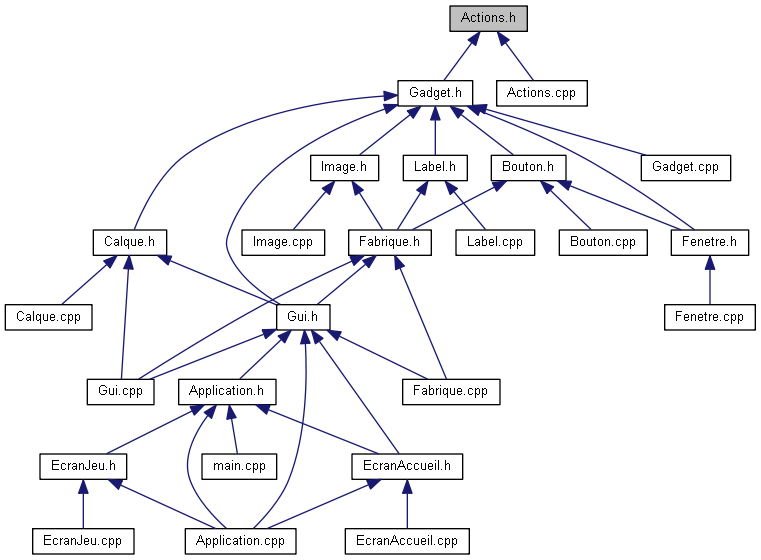 Actions.h
Gadget.h
Actions.cpp
Image.h
Label.h
Bouton.h
Gadget.cpp
Calque.h
Image.cpp
Fabrique.h
Label.cpp
Bouton.cpp
Fenetre.h
Calque.cpp
Gui.h
Fenetre.cpp
Gui.cpp
Application.h
Fabrique.cpp
EcranJeu.h
main.cpp
EcranAccueil.h
EcranJeu.cpp
Application.cpp
EcranAccueil.cpp